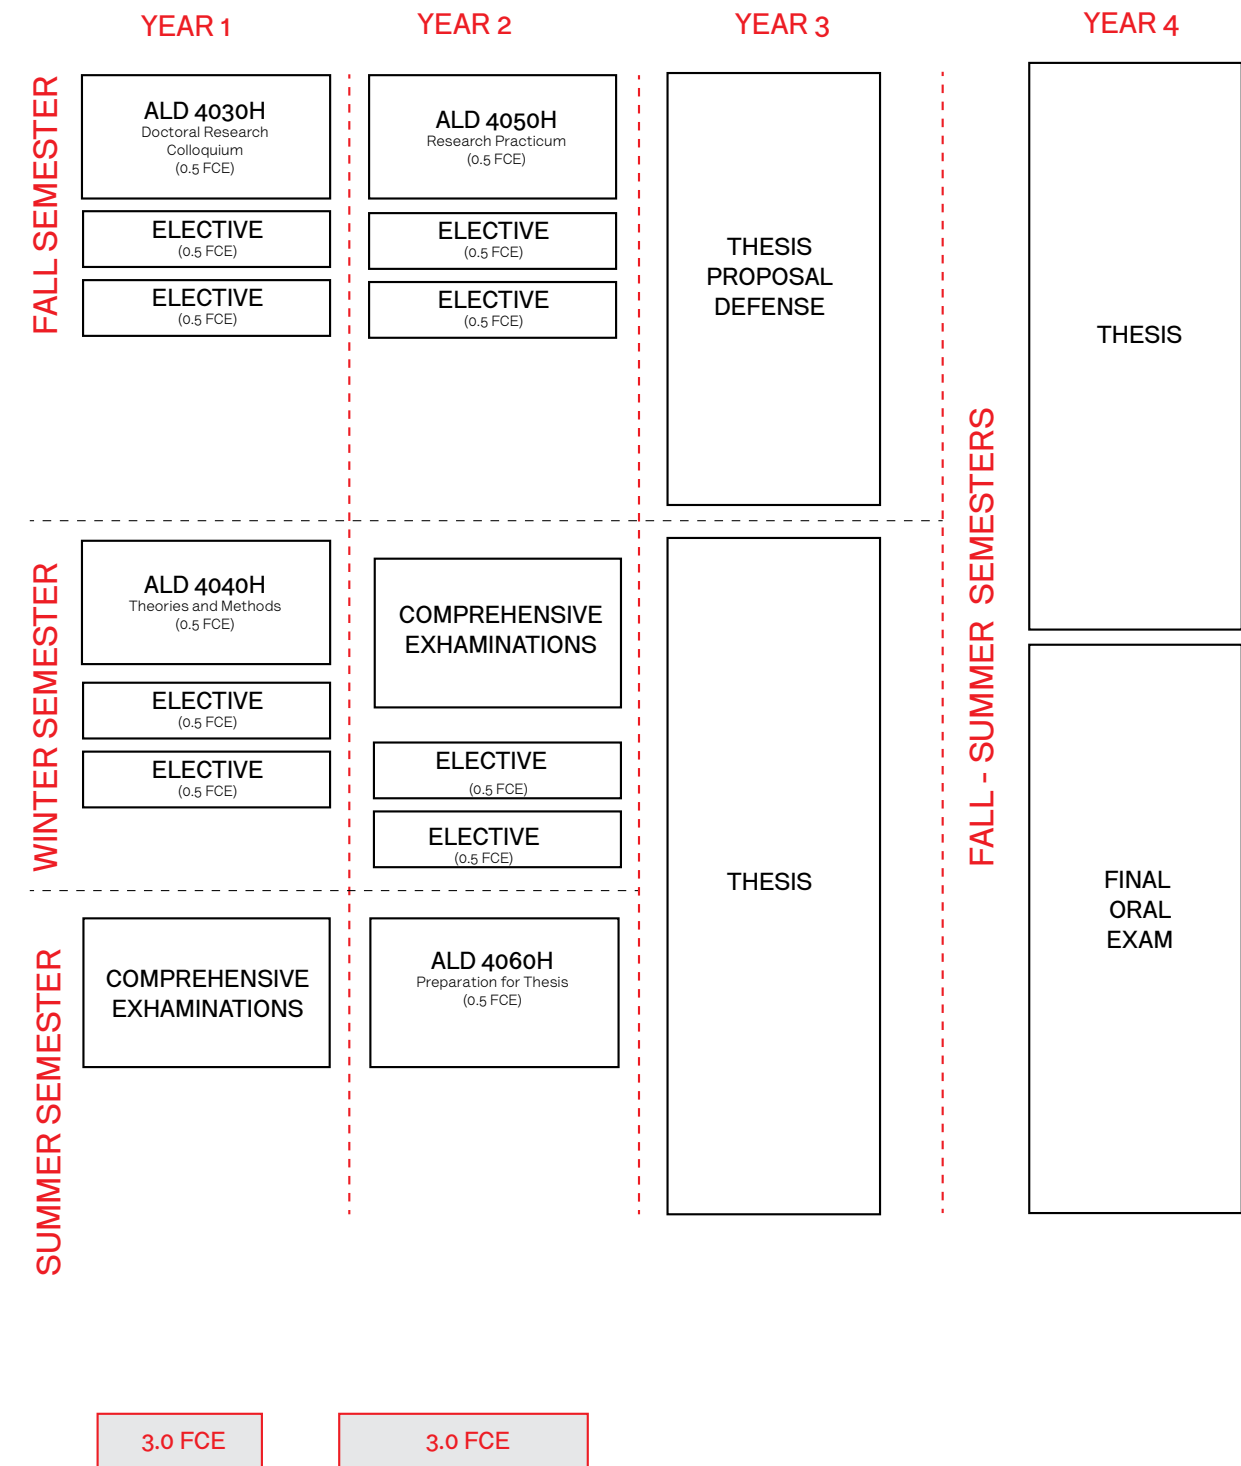 YEAR 1
YEAR 2
YEAR 3
YEAR 4
FALL SEMESTER
ALD 4030H
Doctoral Research
Colloquium
(0.5 FCE)
ELECTIVE
(0.5 FCE)
ELECTIVE
(0.5 FCE)
ALD 4050H
Research Practicum
(0.5 FCE)
ELECTIVE
(0.5 FCE)
ELECTIVE
(0.5 FCE)
THESIS
PROPOSAL
DEFENSE
WINTER SEMESTER
ALD 4040H
Theories and Methods
(0.5 FCE)
ELECTIVE
(0.5 FCE)
ELECTIVE
(0.5 FCE)
COMPREHENSIVE
EXHAMINATIONS
ELECTIVE
(0.5 FCE)
ELECTIVE
(0.5 FCE)
THESIS
SUMMER SEMESTER
COMPREHENSIVE
EXHAMINATIONS
ALD 4060H
Preparation for Thesis
(0.5 FCE)
FALL - SUMMER SEMESTERS
THESIS
FINAL
ORAL
EXAM
3.0 FCE
3.0 FCE